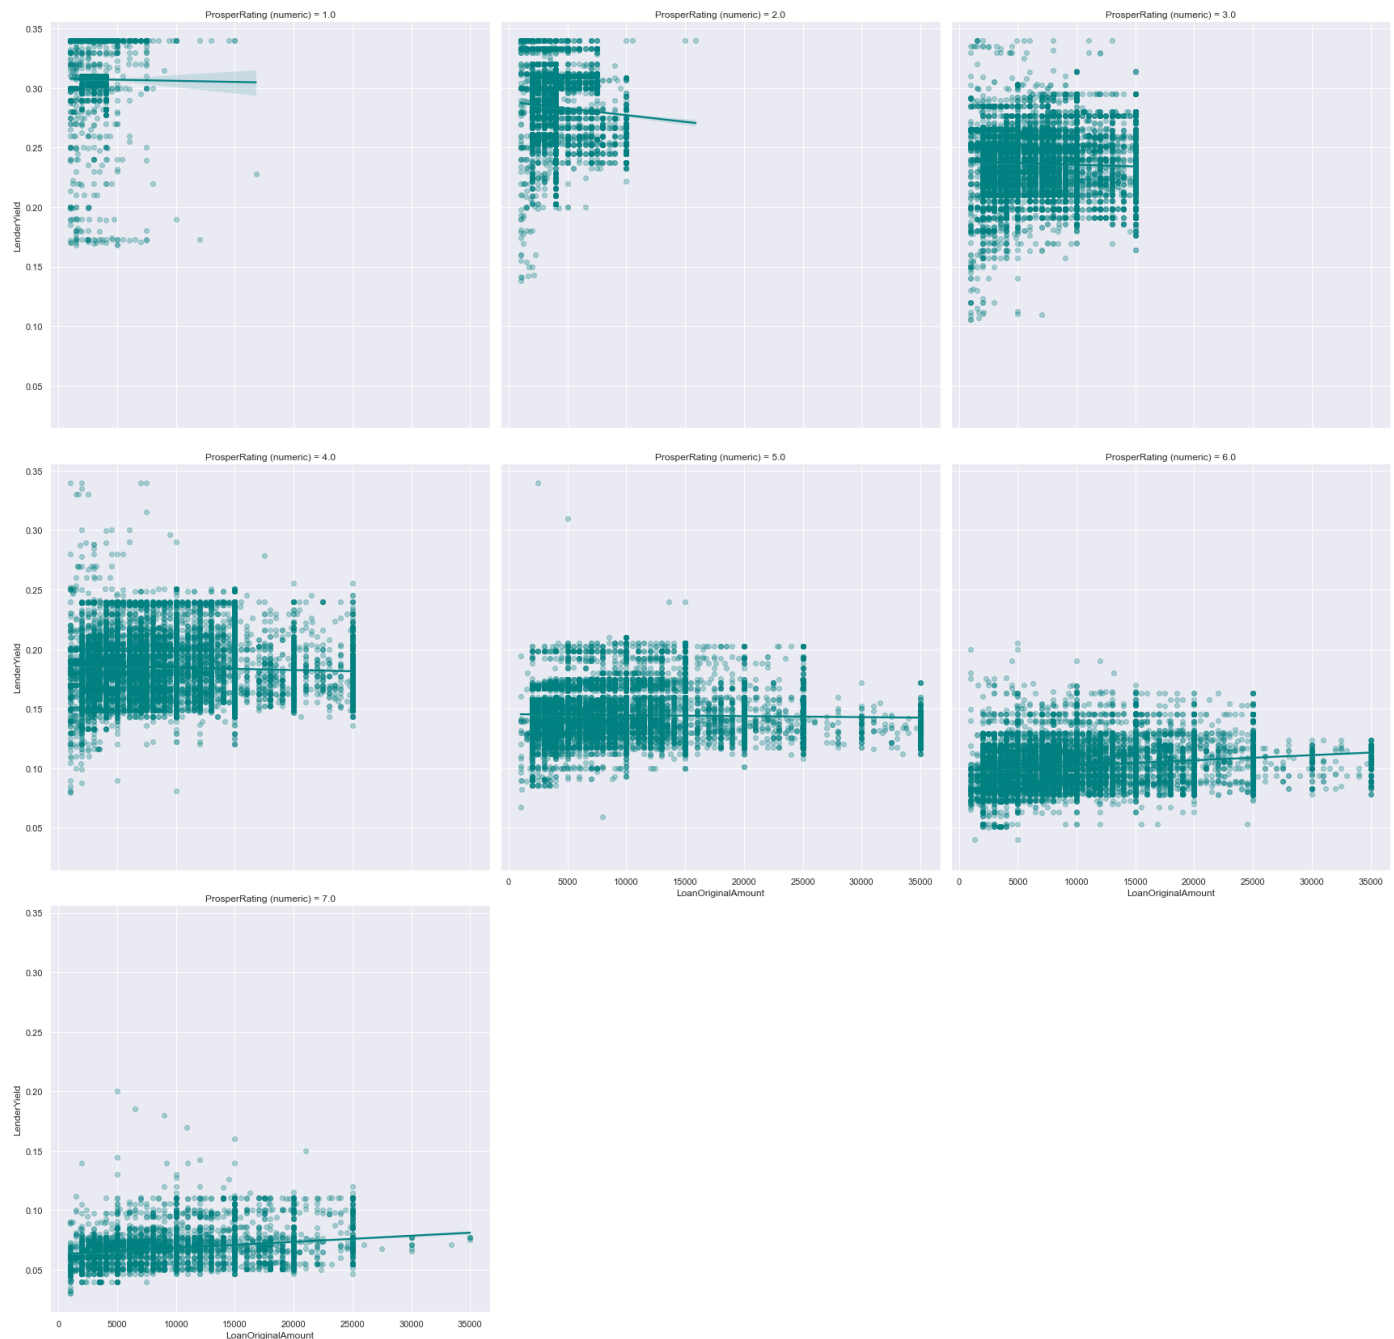 ProsperRating (numeric) = 1.0
ProsperRating (numeric) = 2.0
ProsperRating (numeric) = 3.0
0.35
0.30
0.25
0.20
0.15
0.10
0.05
LenderYield
ProsperRating (numeric) = 4.0
ProsperRating (numeric) = 5.0
ProsperRating (numeric) = 6.0
0.35
0.30
0.25
0.20
0.15
0.10
0.05
LenderYield
0 5000 10000 15000 20000 25000 30000 35000
LoanOriginalAmount
0 5000 10000 15000 20000 25000 30000 35000
LoanOriginalAmount
ProsperRating (numeric) = 7.0
0.35
0.30
0.25
0.20
0.15
0.10
0.05
LenderYield
0 5000 10000 15000 20000 25000 30000 35000
LoanOriginalAmount